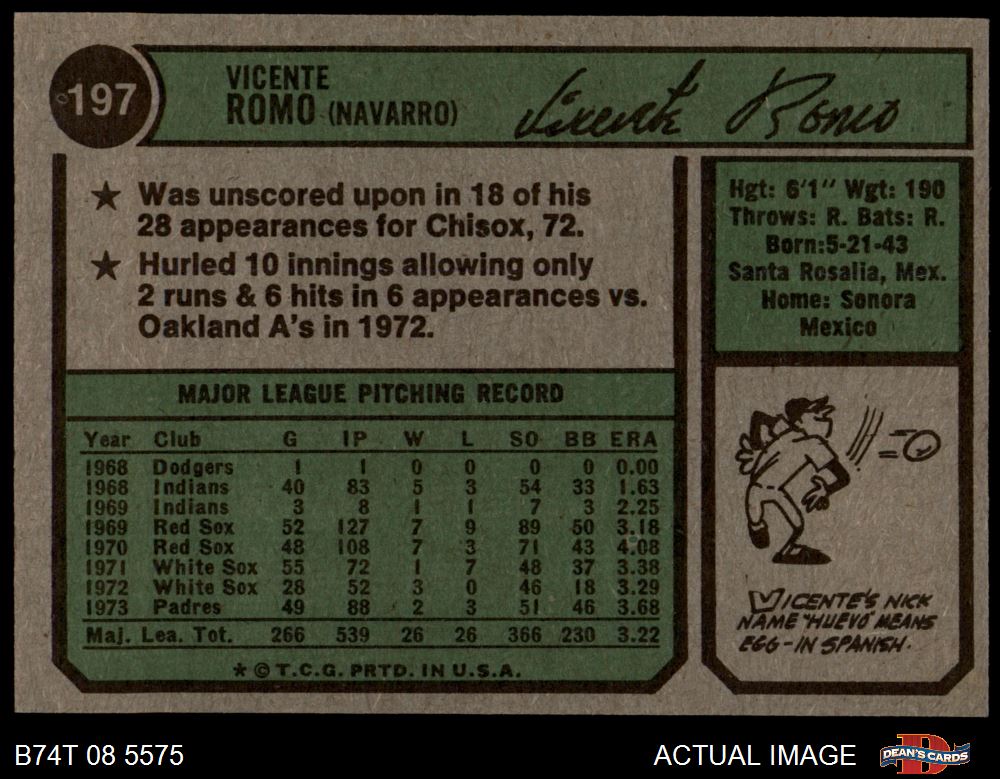 197
VICENTE
ROMO (NAVARRO)
Vicente Romo
★ Was unscored upon in 18 of his
28 appearances for Chisox, 72.
★ Hurled 10 innings allowing only
2 runs & 6 hits in 6 appearances vs.
Oakland A's in 1972.
Hgt: 6'1" Wgt: 190
Throws: R. Bats: R.
Born:5-21-43
Santa Rosalia, Mex.
Home: Sonora
Mexico
MAJOR LEAGUE PITCHING RECORD
Year Club G IP W L SO BB ERA
1968 Dodgers 1 1 0 0 0 0 0.00
1968 Indians 40 83 5 3 54 33 1.63
1969 Indians 3 8 1 1 7 3 2.25
1969 Red Sox 52 127 7 9 89 50 3.18
1970 Red Sox 48 108 7 3 71 43 4.08
1971 White Sox 55 72 1 7 48 37 3.38
1972 White Sox 28 52 3 0 46 18 3.29
1973 Padres 49 88 2 3 51 46 3.68
Maj. Lea. Tot. 266 539 26 26 366 230 3.22
* © T.C.G. PRTD. IN U.S.A.
VICENTE'S NICK
NAME "HUEVO" MEANS
EGG-IN SPANISH.
B74T 08 5575
ACTUAL IMAGE
DEAN'S CARDS